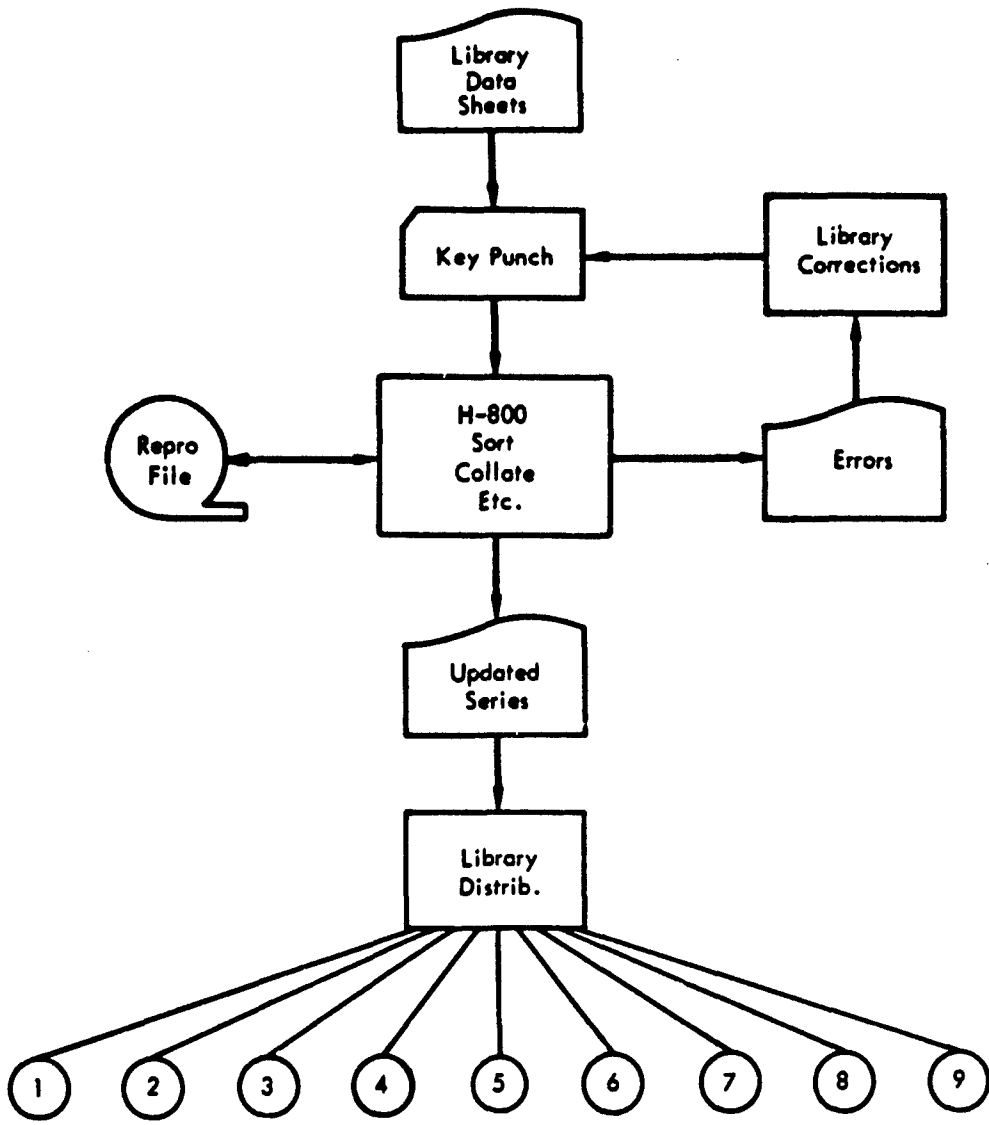 Library
Data
Sheets
Key Punch
Library
Corrections
H-800
Sort
Collate
Etc.
Repro
File
Errors
Updated
Series
Library
Distrib.
1
2
3
4
5
6
7
8
9